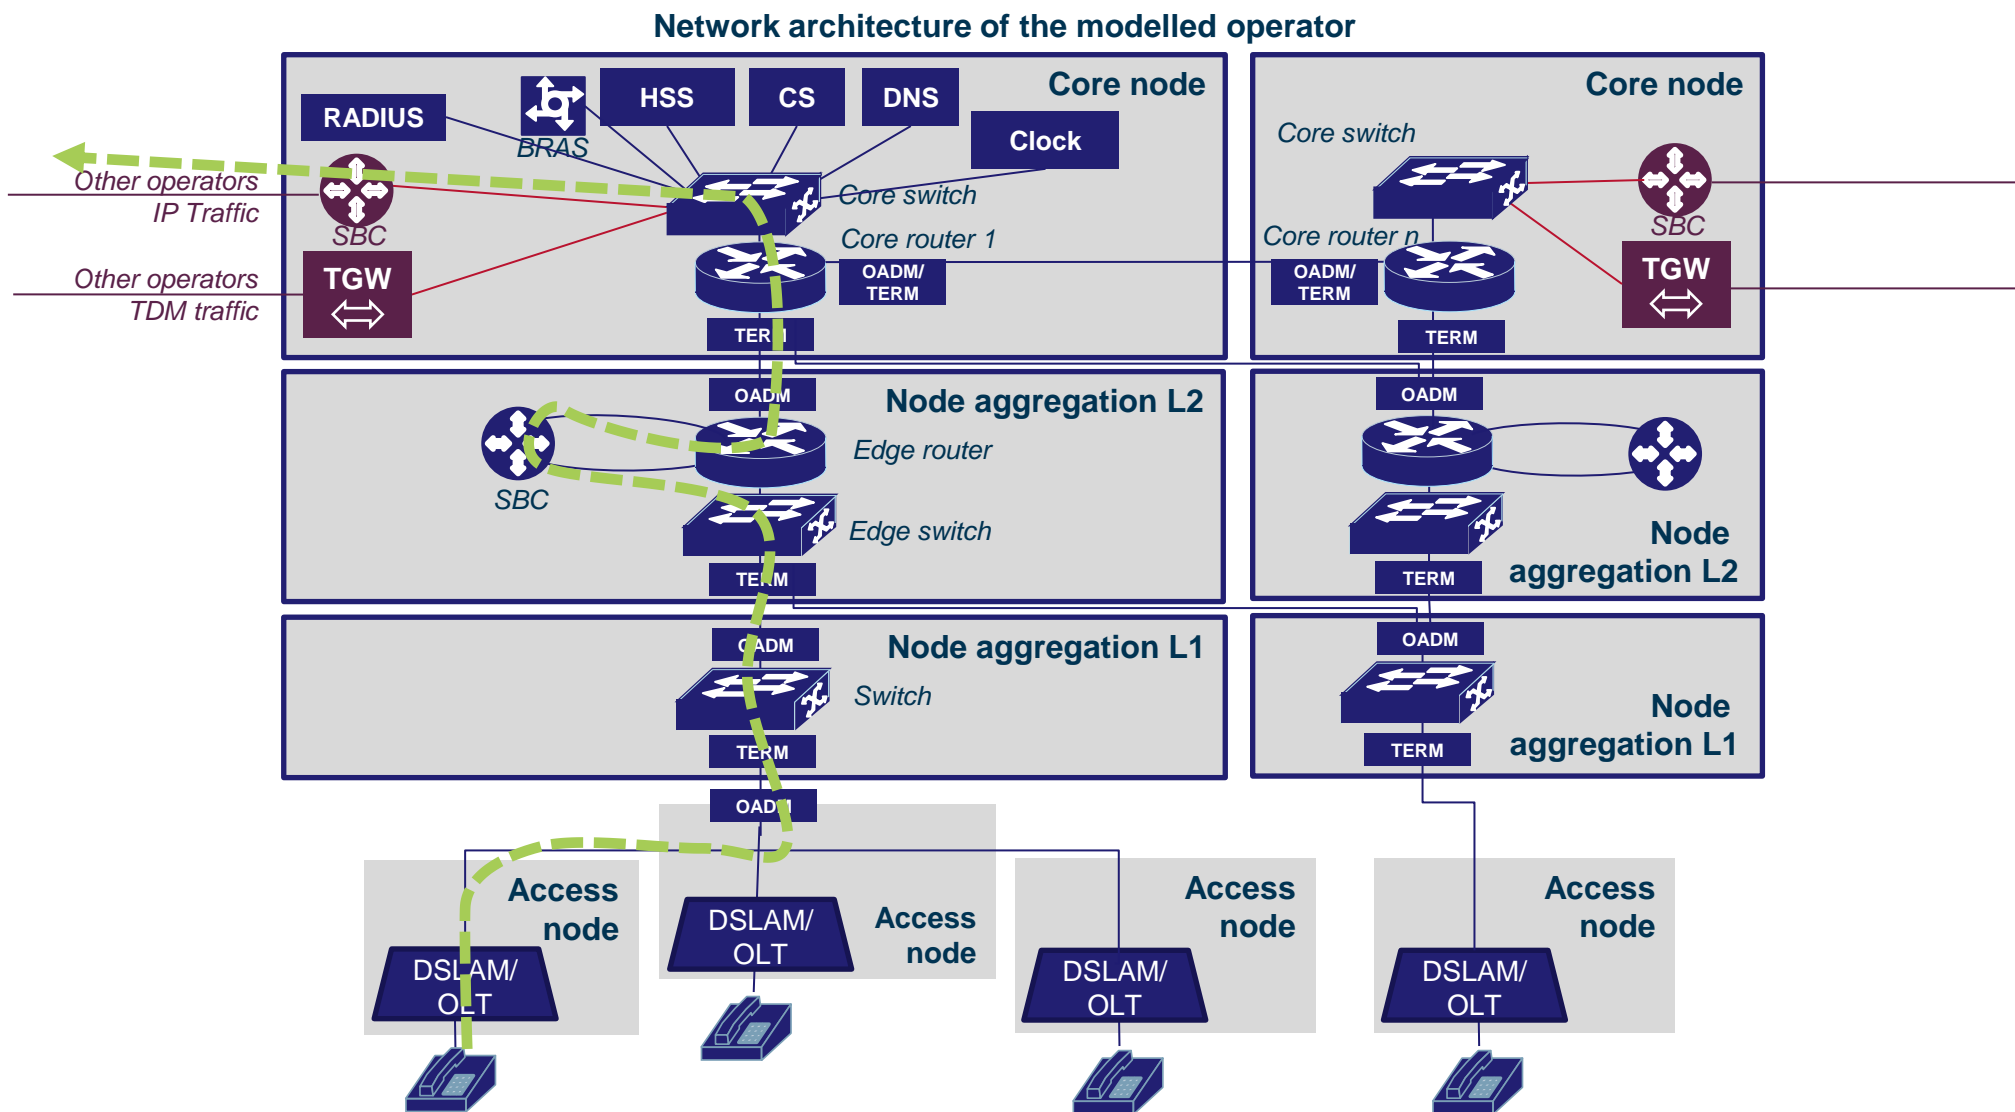 Network architecture of the modelled operator
Core node
RADIUS
BRAS
HSS
CS
DNS
Clock
Other operators
IP Traffic
SBC
Core switch
Core router 1
Other operators
TDM traffic
TGW
OADM/
TERM
TERM
Core node
Core switch
SBC
Core router n
OADM/
TERM
TGW
TERM
OADM
Node aggregation L2
Edge router
SBC
Edge switch
TERM
OADM
Node
aggregation L2
TERM
OADM
Node aggregation L1
Switch
TERM
OADM
Node
aggregation L1
TERM
OADM
Access
node
DSLAM/
OLT
Access
node
DSLAM/
OLT
Access
node
DSLAM/
OLT
Access
node
DSLAM/
OLT